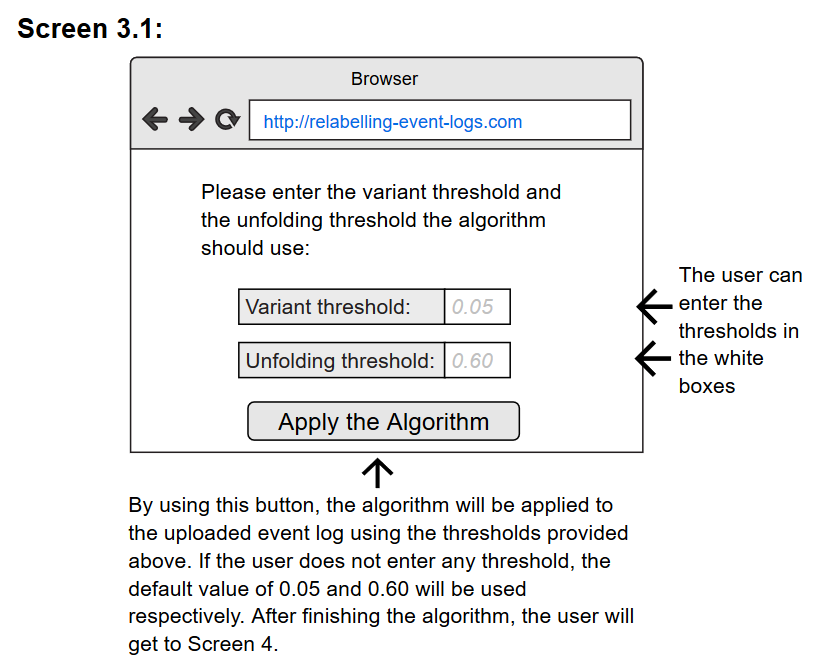 Screen 3.1:
Browser
http://relabelling-event-logs.com
Please enter the variant threshold and
the unfolding threshold the algorithm
should use:
Variant threshold: 0.05
Unfolding threshold: 0.60
Apply the Algorithm
The user can
enter the
thresholds in
the white
boxes
By using this button, the algorithm will be applied to
the uploaded event log using the thresholds provided
above. If the user does not enter any threshold, the
default value of 0.05 and 0.60 will be used
respectively. After finishing the algorithm, the user will
get to Screen 4.